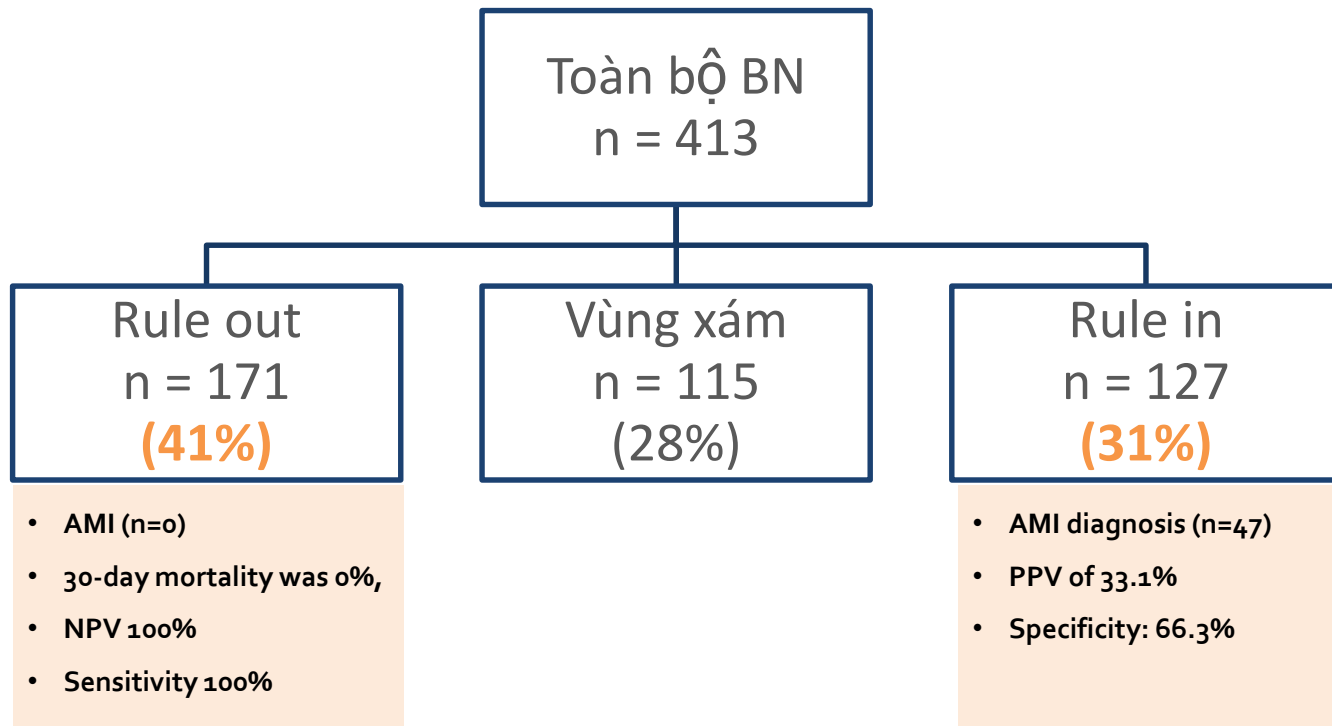 Toàn bộ BN
n = 413
Rule out
n = 171
(41%)
Vùng xám
n = 115
(28%)
Rule in
n = 127
(31%)
• AMI (n=0)
• 30-day mortality was 0%,
• NPV 100%
• Sensitivity 100%
• AMI diagnosis (n=47)
• PPV of 33.1%
• Specificity: 66.3%